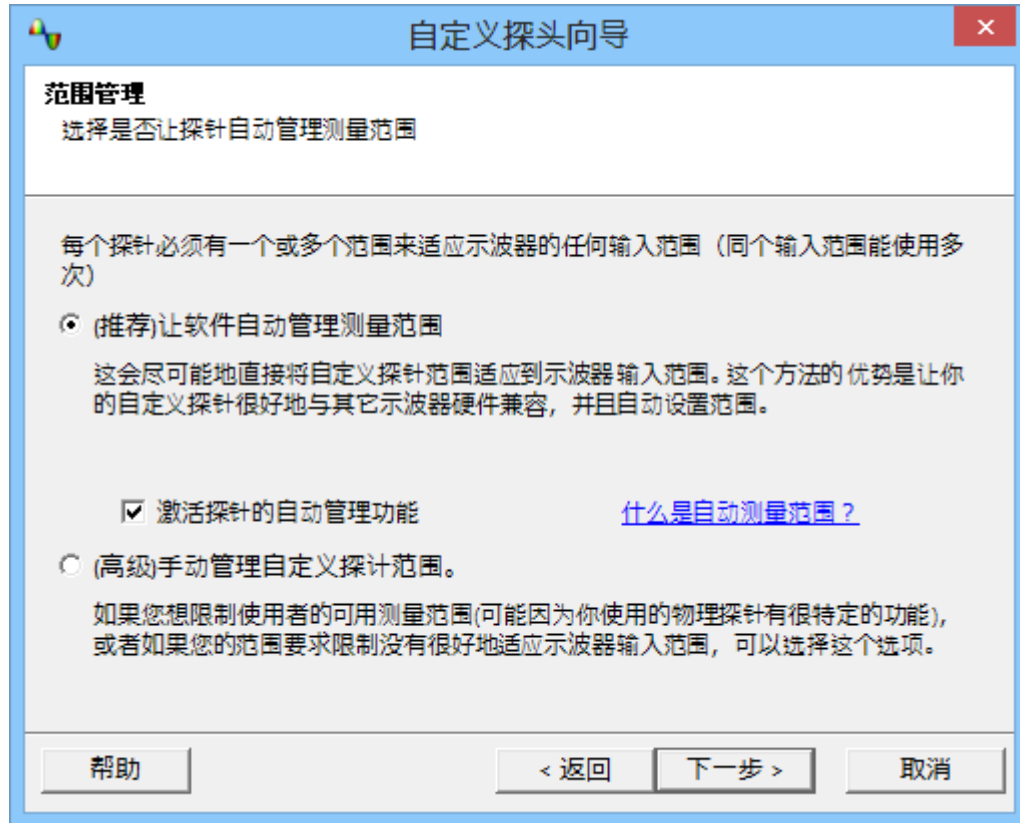 自定义探头向导
范围管理
选择是否让探针自动管理测量范围
每个探针必须有一个或多个范围来适应示波器的任何输入范围（同个输入范围能使用多
次）
(推荐)让软件自动管理测量范围
这会尽可能地直接将自定义探针范围适应到示波器输入范围。这个方法的优势是让你
的自定义探针很好地与其它示波器硬件兼容，并且自动设置范围。
激活探针的自动管理功能 什么是自动测量范围？
(高级)手动管理自定义探计范围。
如果您想限制使用者的可用测量范围(可能因为你使用的物理探针有很特定的功能)，
或者如果您的范围要求限制没有很好地适应示波器输入范围，可以选择这个选项。
帮助 < 返回 下一步 > 取消